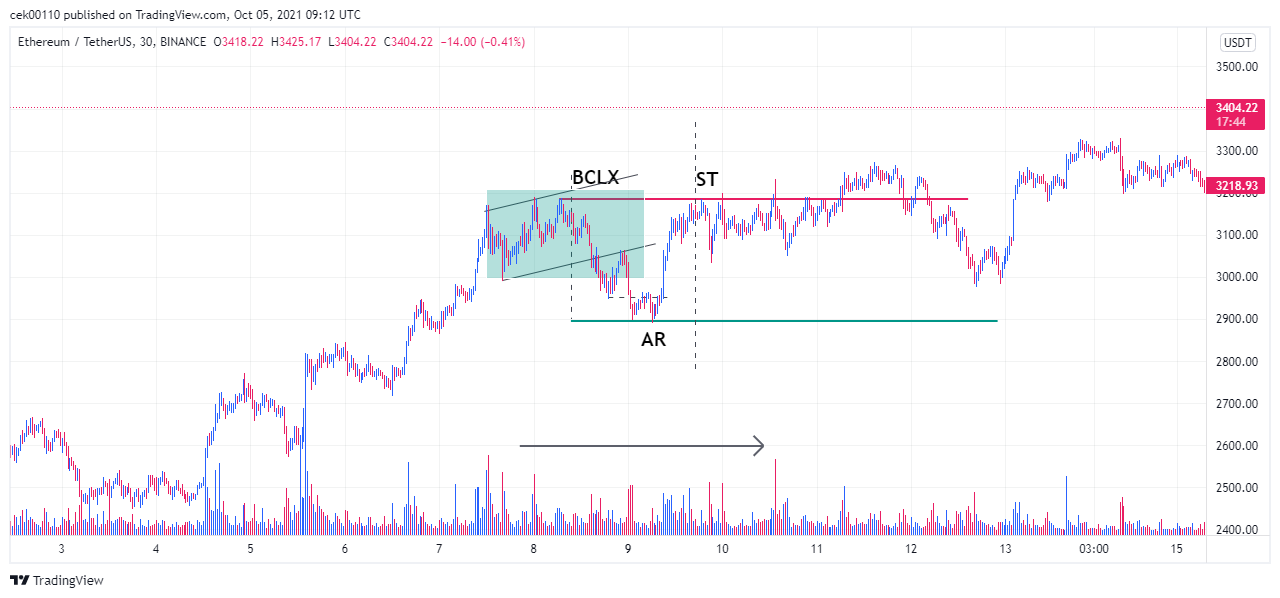 cek00110 published on TradingView.com, Oct 05, 2021 09:12 UTC
Ethereum / TetherUS, 30, BINANCE O3418.22 H3425.17 L3404.22 C3404.22 −14.00 (−0.41%)
USDT
3500.00
3404.22
17:44
3300.00
3218.93
3200.00
3100.00
3000.00
2900.00
2800.00
2700.00
2600.00
2500.00
2400.00
BCLX
ST
AR
3 4 5 6 7 8 9 10 11 12 13 03:00 15
TradingView